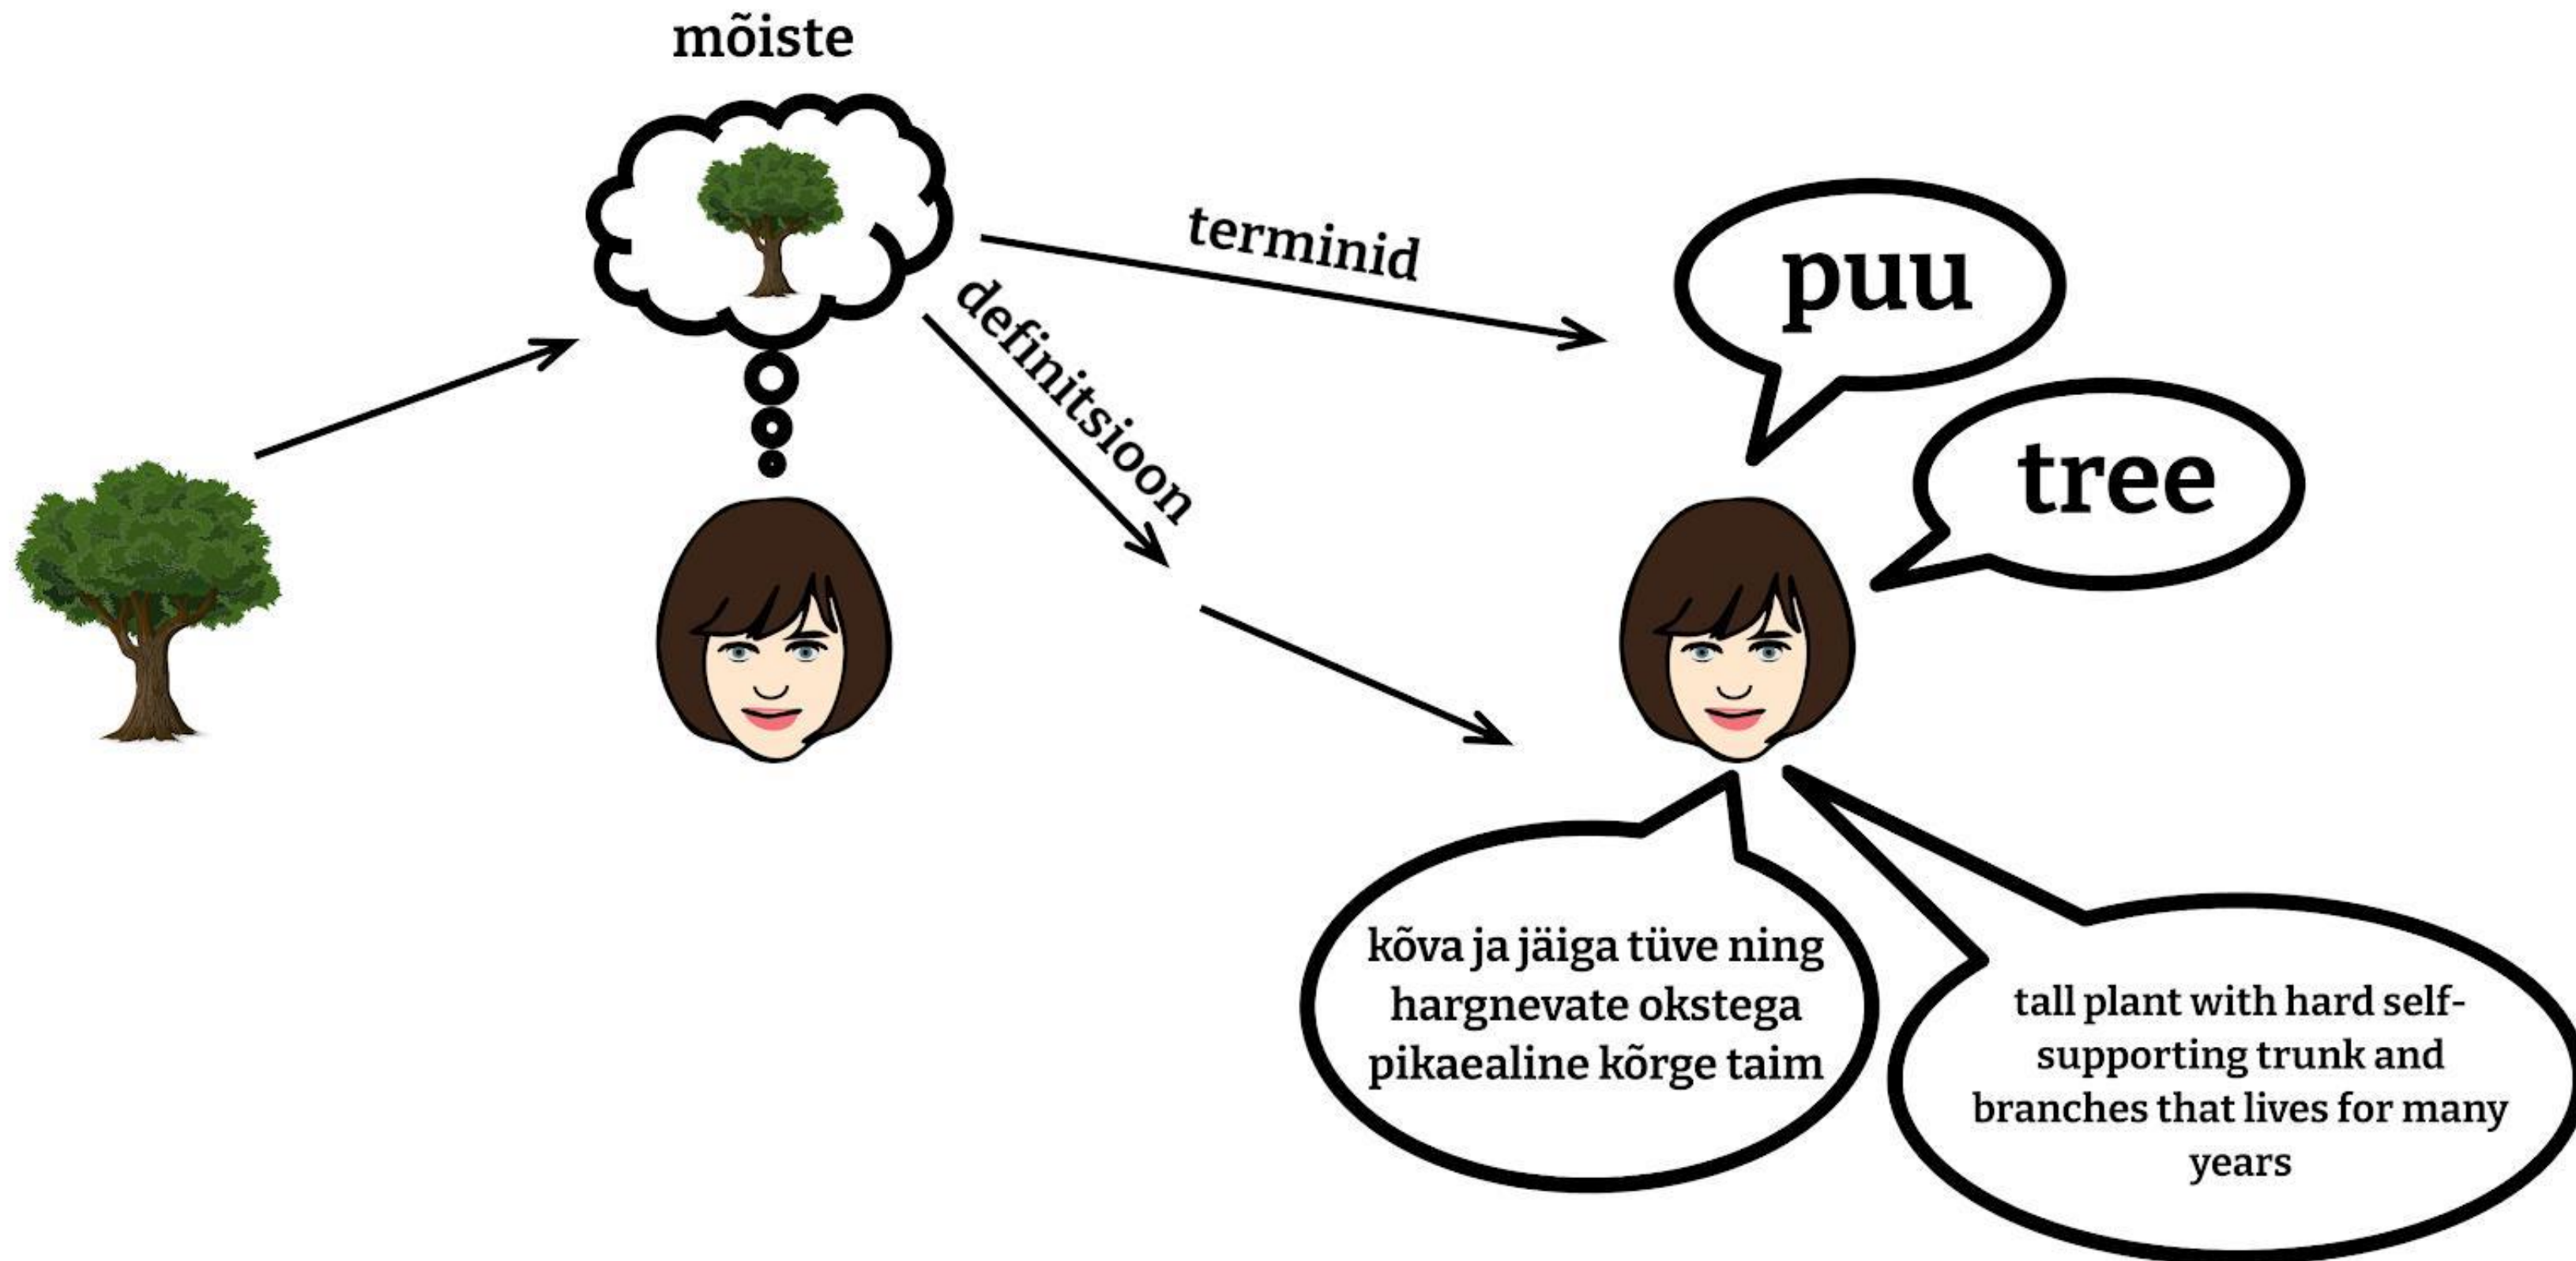 mõiste
terminid
definitsioon
puu
tree
kõva ja jäiga tüve ning
hargnevate okstega
pikaealine kõrge taim
tall plant with hard self-
supporting trunk and
branches that lives for many
years